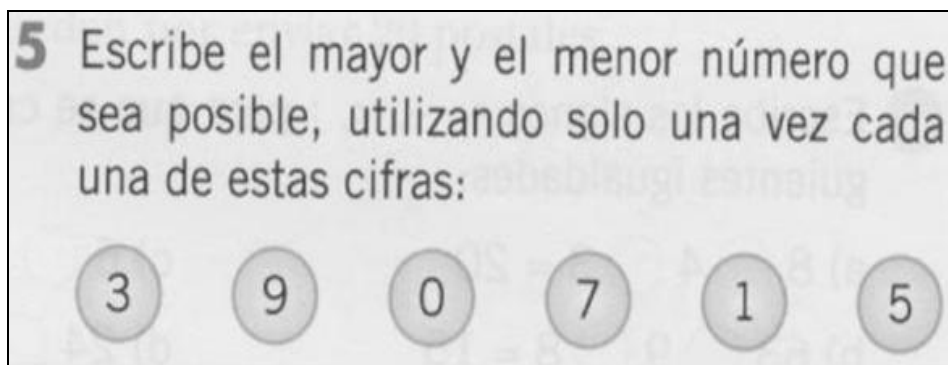 5 Escribe el mayor y el menor número que
sea posible, utilizando solo una vez cada
una de estas cifras:
3 9 0 7 1 5